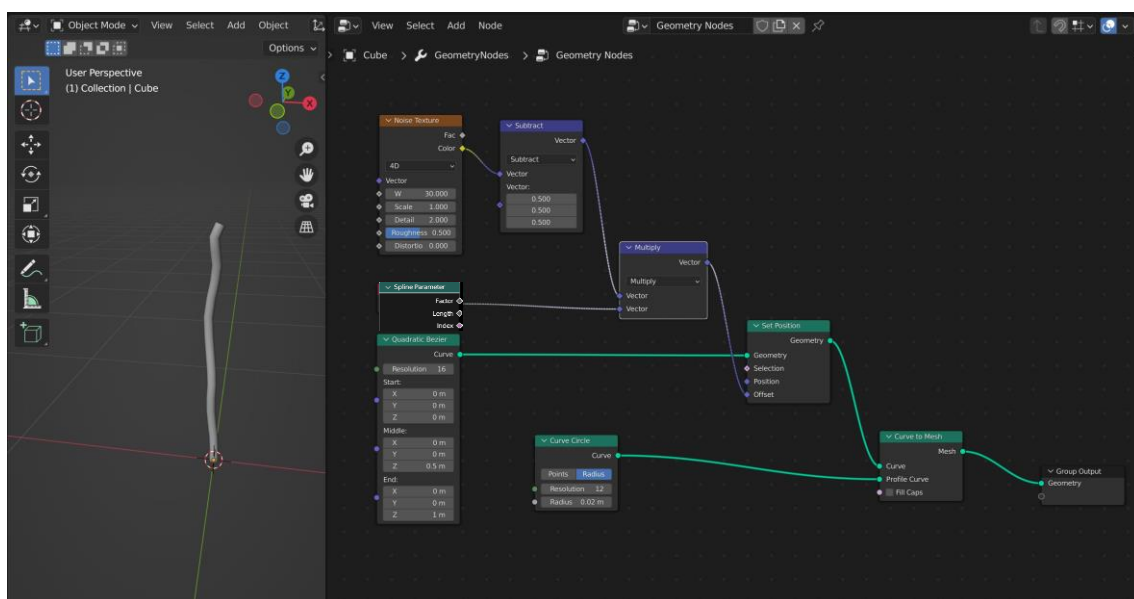 Object Mode View Select Add Object
Options
User Perspective
(1) Collection | Cube
Z
Y
X
View Select Add Node Geometry Nodes
Cube > GeometryNodes > Geometry Nodes
Noise Texture
Fac
Color
4D
Vector
W 30.000
Scale 1.000
Detail 2.000
Roughness 0.500
Distortio 0.000
Subtract
Vector
Subtract
Vector
Vector:
0.500
0.500
0.500
Multiply
Vector
Multiply
Vector
Vector
Spline Parameter
Factor
Length
Index
Quadratic Bezier
Curve
Resolution 16
Start:
X 0 m
Y 0 m
Z 0 m
Middle:
X 0 m
Y 0 m
Z 0.5 m
End:
X 0 m
Y 0 m
Z 1 m
Curve Circle
Curve
Points Radius
Resolution 12
Radius 0.02 m
Set Position
Geometry
Geometry
Selection
Position
Offset
Curve to Mesh
Mesh
Curve
Profile Curve
Fill Caps
Group Output
Geometry